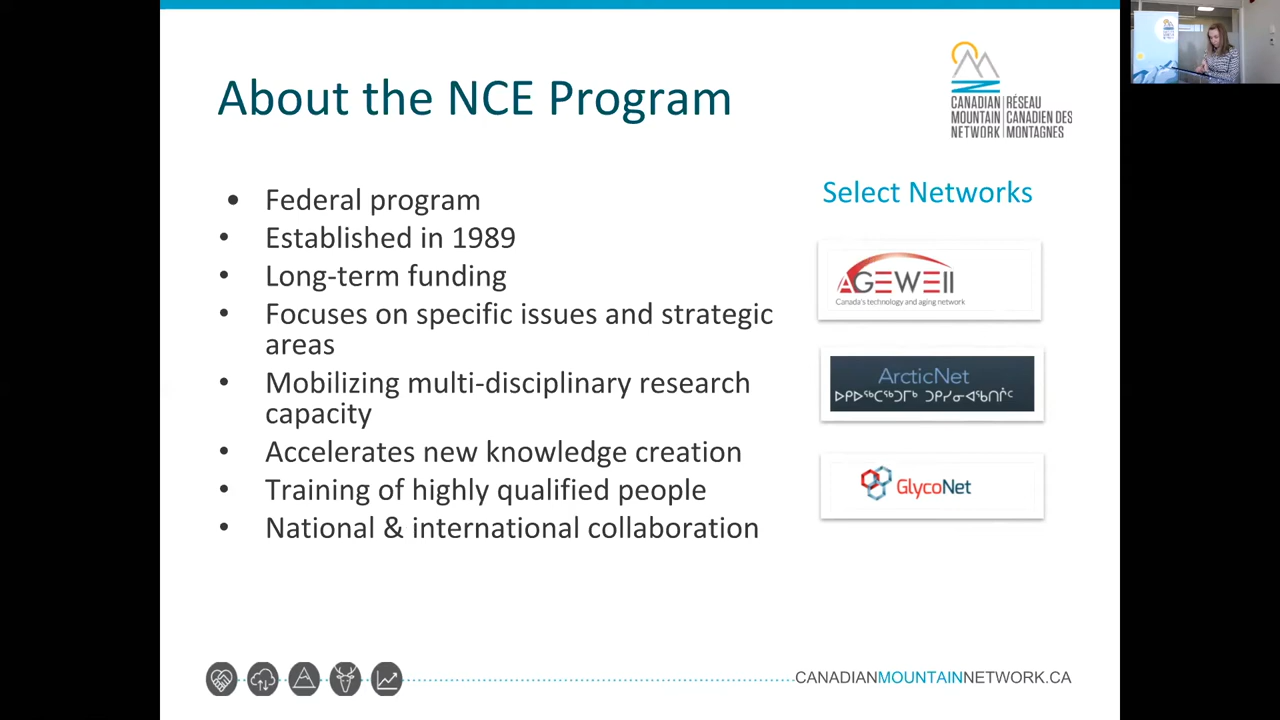 About the NCE Program
CANADIAN MOUNTAIN NETWORK
RÉSEAU CANADIEN DES MONTAGNES
• Federal program
• Established in 1989
• Long-term funding
• Focuses on specific issues and strategic
areas
• Mobilizing multi-disciplinary research
capacity
• Accelerates new knowledge creation
• Training of highly qualified people
• National & international collaboration
Select Networks
AGEWEll
Canada's technology and aging network
ArcticNet
ᐅᑭᐅᖅᑕᖅᑐᒥᒃ ᑐᑭᓯᓂᐊᖃᑎᒌᑦ
GlycoNet
CANADIANMOUNTAINNETWORK.CA